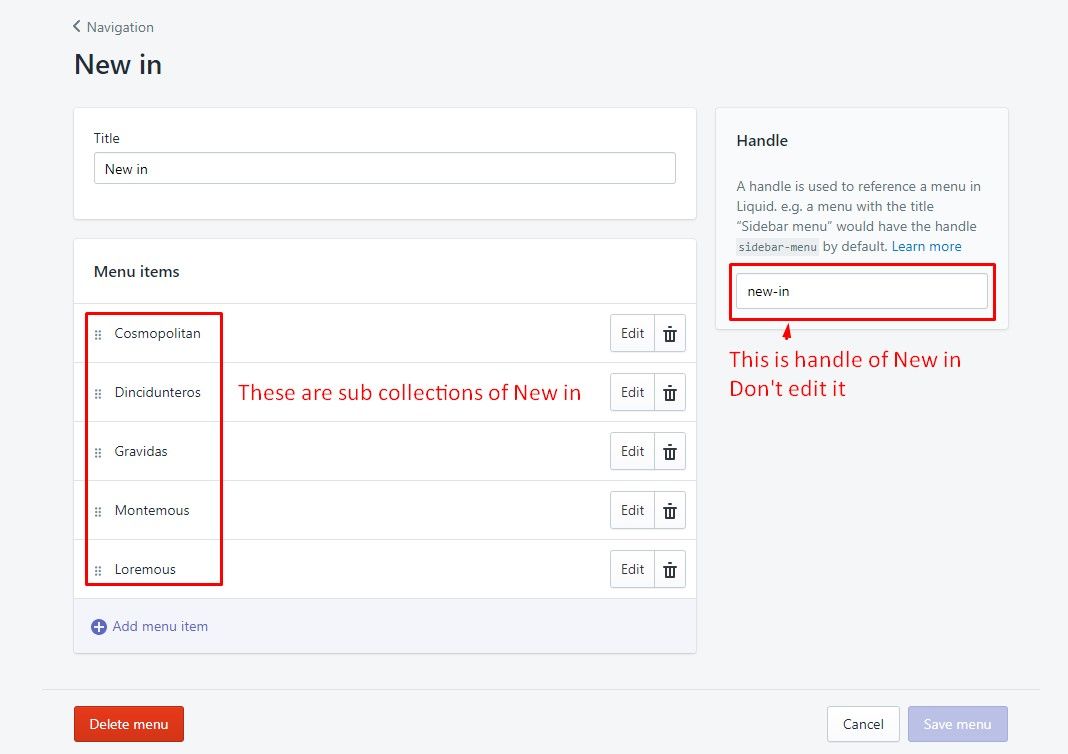 Navigation
New in
Title
New in
Menu items
Cosmopolitan
Edit
Dincidunteros
Edit
Gravidas
Edit
Montemous
Edit
Loremous
Edit
These are sub collections of New in
Add menu item
Handle
A handle is used to reference a menu in
Liquid. e.g. a menu with the title
“Sidebar menu” would have the handle
sidebar-menu by default. Learn more
new-in
This is handle of New in
Don't edit it
Delete menu
Cancel
Save menu